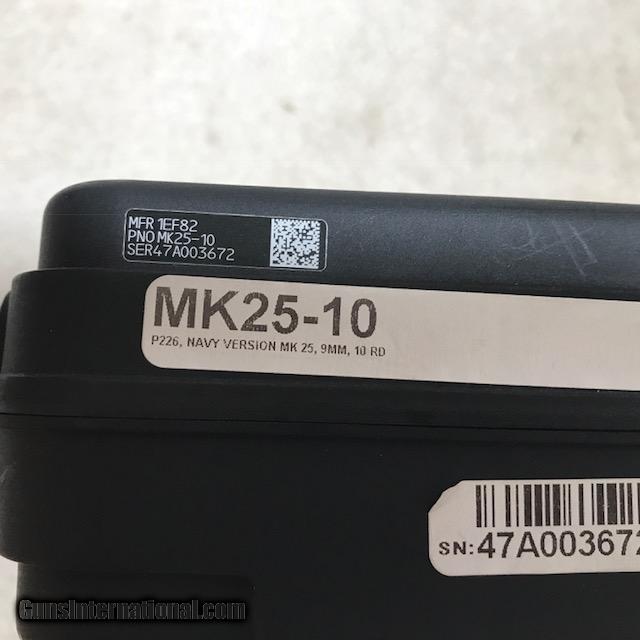 MFR 1EF82
PNO MK25-10
SER47A003672
MK25-10
P226, NAVY VERSION MK 25, 9MM, 10 RD
SN:47A003672
GunsInternational.com